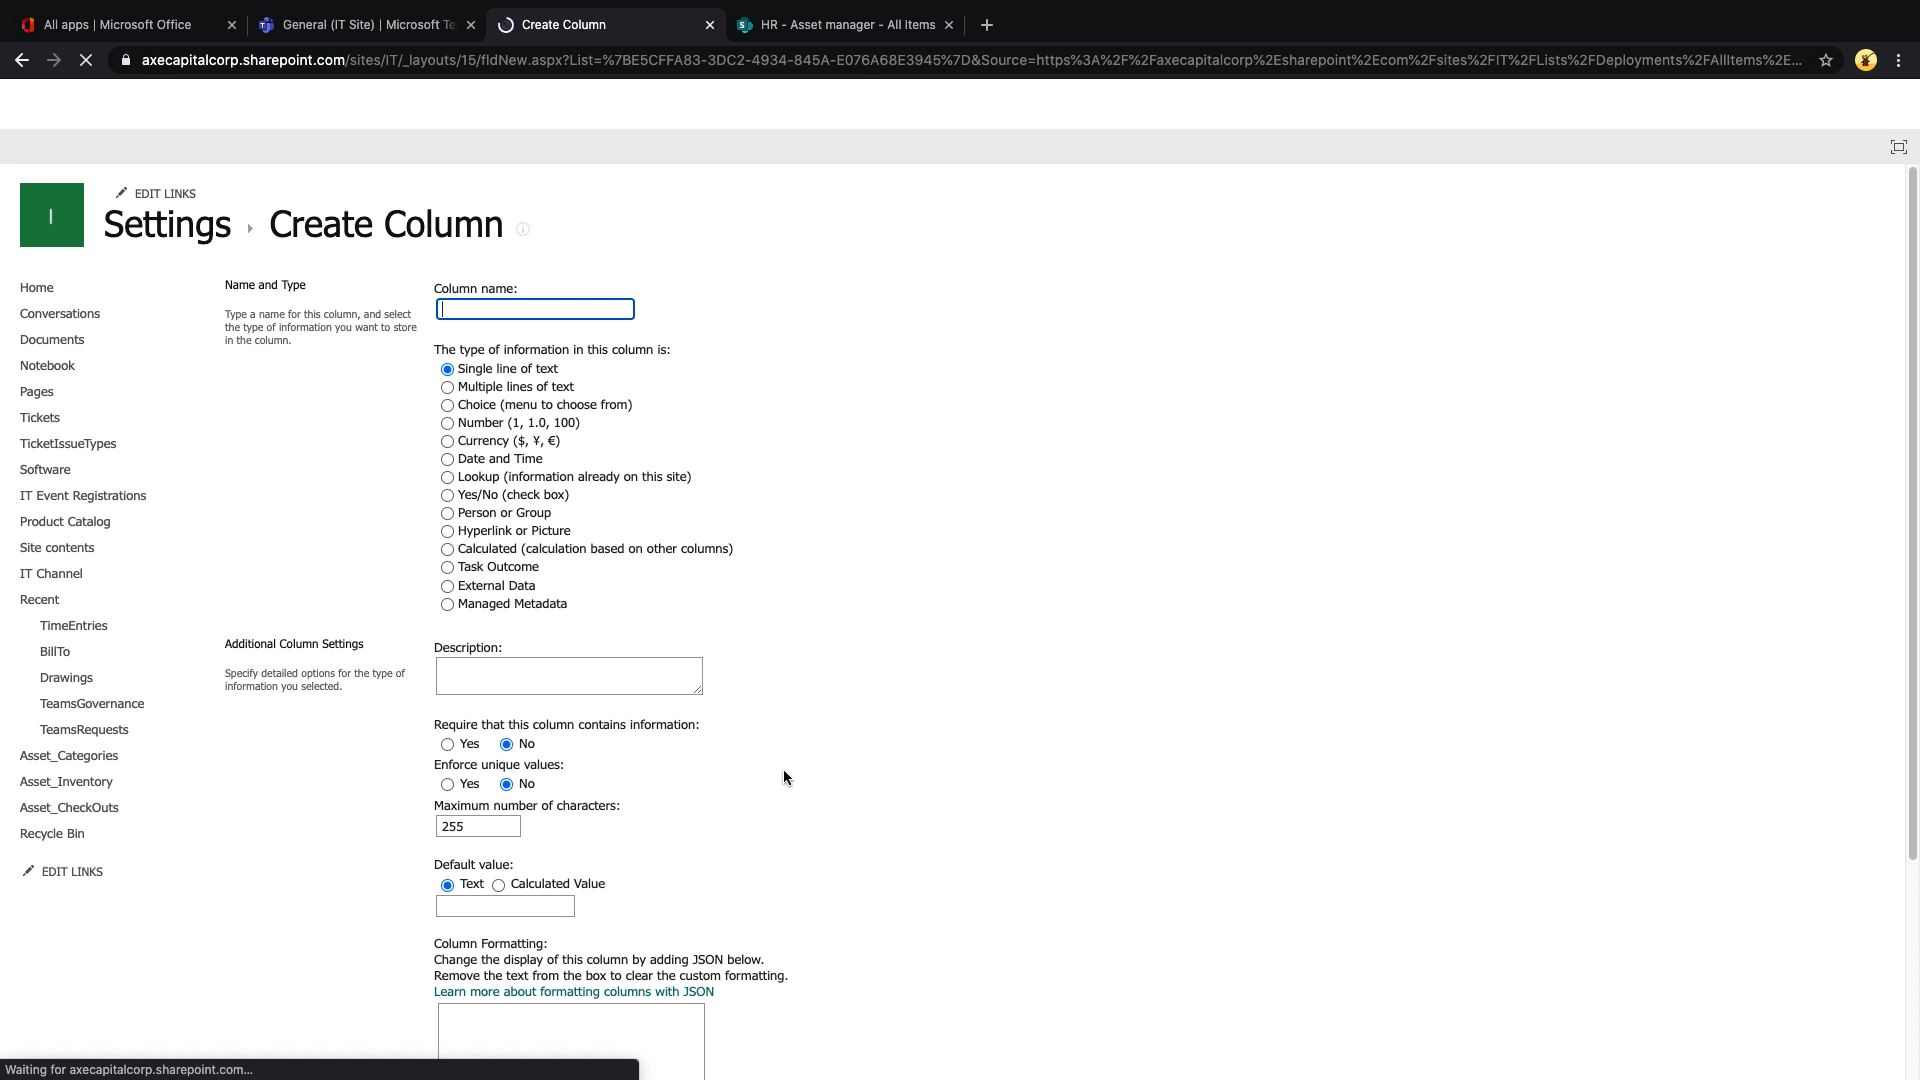 All apps | Microsoft Office
General (IT Site) | Microsoft Te
Create Column
HR - Asset manager - All Items
axecapitalcorp.sharepoint.com/sites/IT/_layouts/15/fldNew.aspx?List=%7BE5CFFA83-3DC2-4934-845A-E076A68E3945%7D&Source=https%3A%2F%2Faxecapitalcorp%2Esharepoint%2Ecom%2Fsites%2FIT%2FLists%2FDeployments%2FAllItems%2E...
I
EDIT LINKS
Settings
Create Column
Home
Conversations
Documents
Notebook
Pages
Tickets
TicketIssueTypes
Software
IT Event Registrations
Product Catalog
Site contents
IT Channel
Recent
TimeEntries
BillTo
Drawings
TeamsGovernance
TeamsRequests
Asset_Categories
Asset_Inventory
Asset_CheckOuts
Recycle Bin
EDIT LINKS
Name and Type
Type a name for this column, and select
the type of information you want to store
in the column.
Column name:
The type of information in this column is:
Single line of text
Multiple lines of text
Choice (menu to choose from)
Number (1, 1.0, 100)
Currency ($, ¥, €)
Date and Time
Lookup (information already on this site)
Yes/No (check box)
Person or Group
Hyperlink or Picture
Calculated (calculation based on other columns)
Task Outcome
External Data
Managed Metadata
Additional Column Settings
Specify detailed options for the type of
information you selected.
Description:
Require that this column contains information:
Yes No
Enforce unique values:
Yes No
Maximum number of characters:
255
Default value:
Text Calculated Value
Column Formatting:
Change the display of this column by adding JSON below.
Remove the text from the box to clear the custom formatting.
Learn more about formatting columns with JSON
Waiting for axecapitalcorp.sharepoint.com...